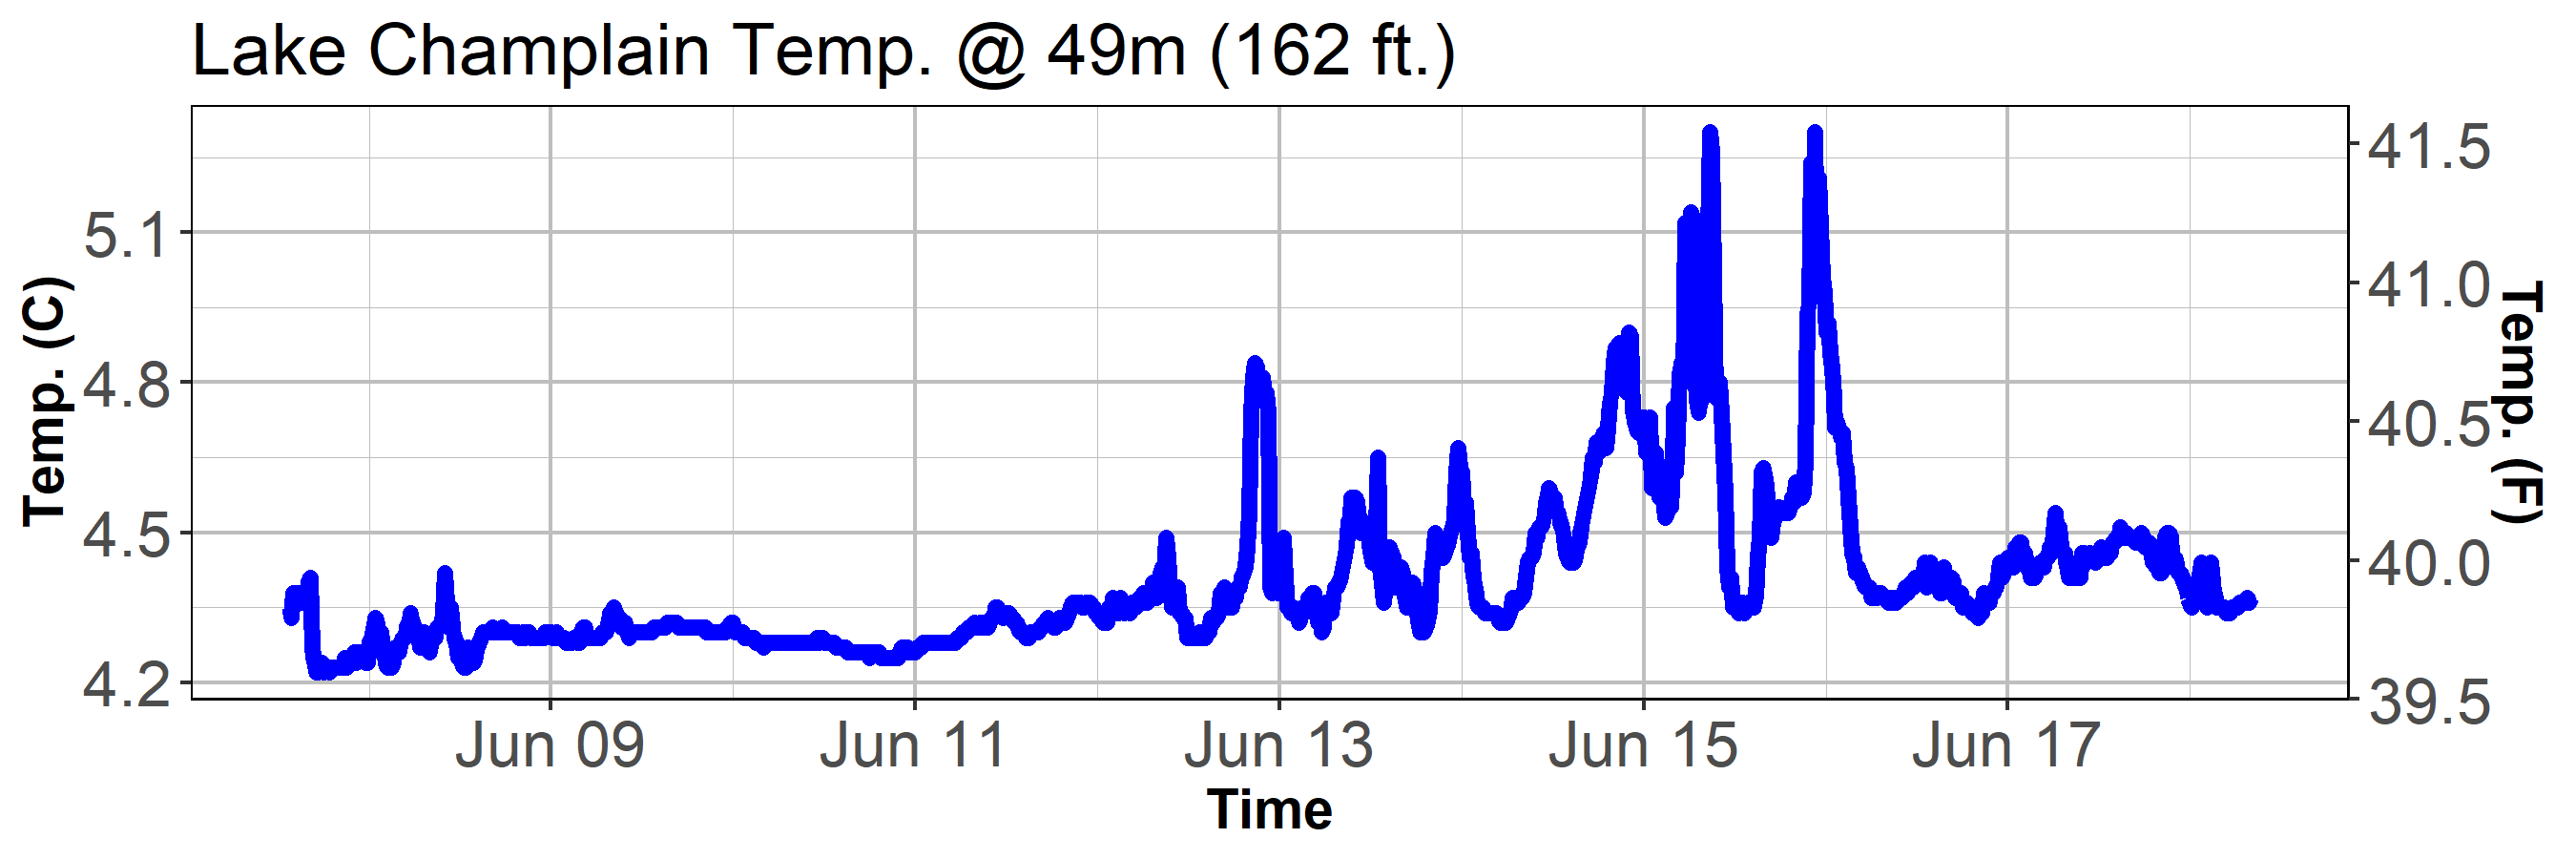 Lake Champlain Temp. @ 49m (162 ft.)
Temp. (C)
5.1
4.8
4.5
4.2
41.5
41.0
40.5
40.0
39.5
Temp. (F)
Jun 09 Jun 11 Jun 13 Jun 15 Jun 17
Time